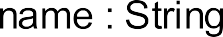 name : String